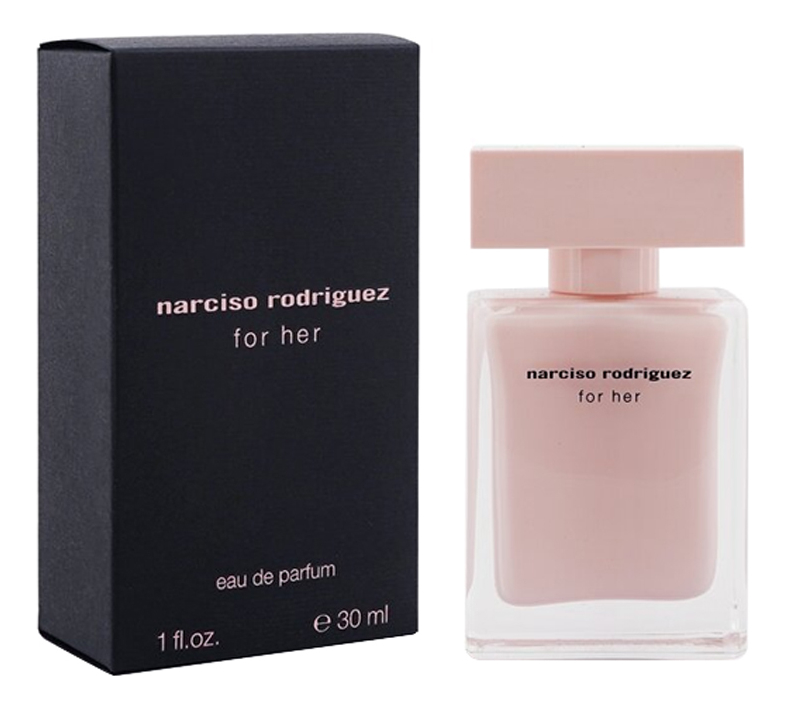 narciso rodriguez
for her
eau de parfum
1 fl.oz.
℮ 30 ml
narciso rodriguez
for her